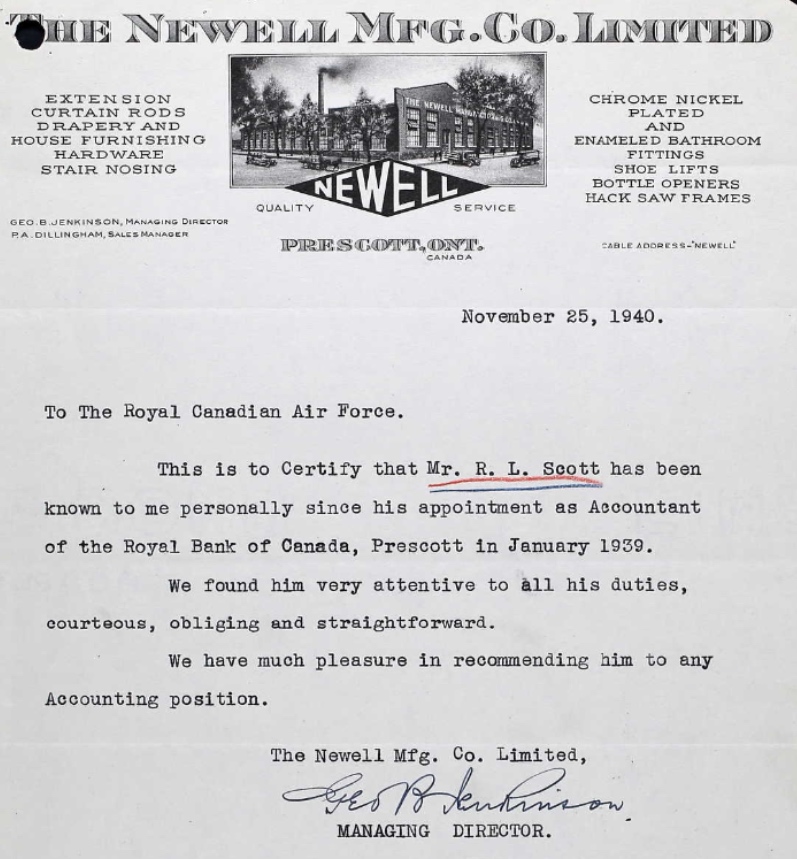 THE NEWELL MFG. CO. LIMITED
EXTENSION
CURTAIN RODS
DRAPERY AND
HOUSE FURNISHING
HARDWARE
STAIR NOSING
GEO. B. JENKINSON, MANAGING DIRECTOR
P.A. DILLINGHAM, SALES MANAGER
THE NEWELL MANUFACTURING CO.
NEWELL
QUALITY SERVICE
PRESCOTT, ONT.
CANADA
CHROME NICKEL
PLATED
AND
ENAMELED BATHROOM
FITTINGS
SHOE LIFTS
BOTTLE OPENERS
HACK SAW FRAMES
CABLE ADDRESS-"NEWELL"
November 25, 1940.
To The Royal Canadian Air Force.
This is to Certify that Mr. R. L. Scott has been
known to me personally since his appointment as Accountant
of the Royal Bank of Canada, Prescott in January 1939.
We found him very attentive to all his duties,
courteous, obliging and straightforward.
We have much pleasure in recommending him to any
Accounting position.
The Newell Mfg. Co. Limited,
Geo B Jenkinson
MANAGING DIRECTOR.